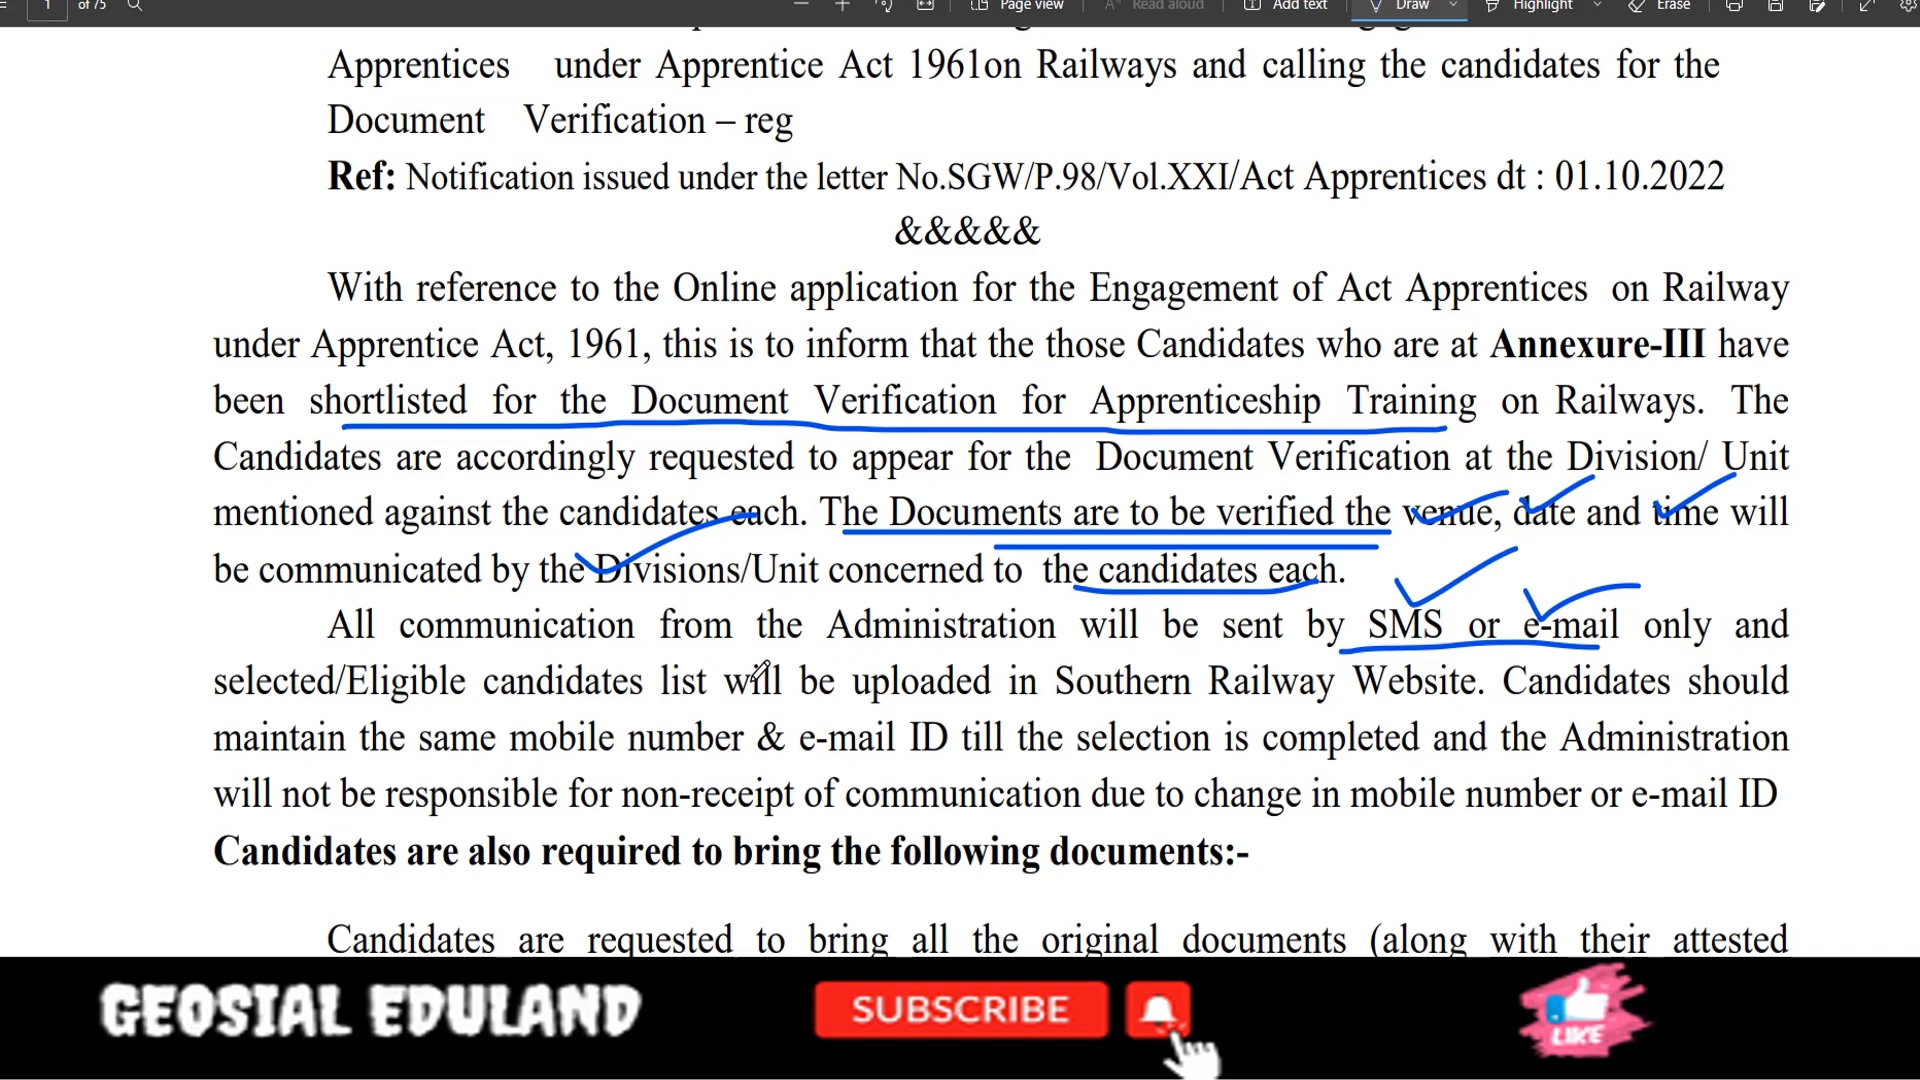 1 of 75 Page view Read aloud Add text Draw Highlight Erase
Apprentices under Apprentice Act 1961on Railways and calling the candidates for the
Document Verification – reg
Ref: Notification issued under the letter No.SGW/P.98/Vol.XXI/Act Apprentices dt : 01.10.2022
&&&&&
With reference to the Online application for the Engagement of Act Apprentices on Railway
under Apprentice Act, 1961, this is to inform that the those Candidates who are at Annexure-III have
been shortlisted for the Document Verification for Apprenticeship Training on Railways. The
Candidates are accordingly requested to appear for the Document Verification at the Division/ Unit
mentioned against the candidates each. The Documents are to be verified the venue, date and time will
be communicated by the Divisions/Unit concerned to the candidates each.
All communication from the Administration will be sent by SMS or e-mail only and
selected/Eligible candidates list will be uploaded in Southern Railway Website. Candidates should
maintain the same mobile number & e-mail ID till the selection is completed and the Administration
will not be responsible for non-receipt of communication due to change in mobile number or e-mail ID
Candidates are also required to bring the following documents:-
Candidates are requested to bring all the original documents (along with their attested
GEOSIAL EDULAND SUBSCRIBE LIKE